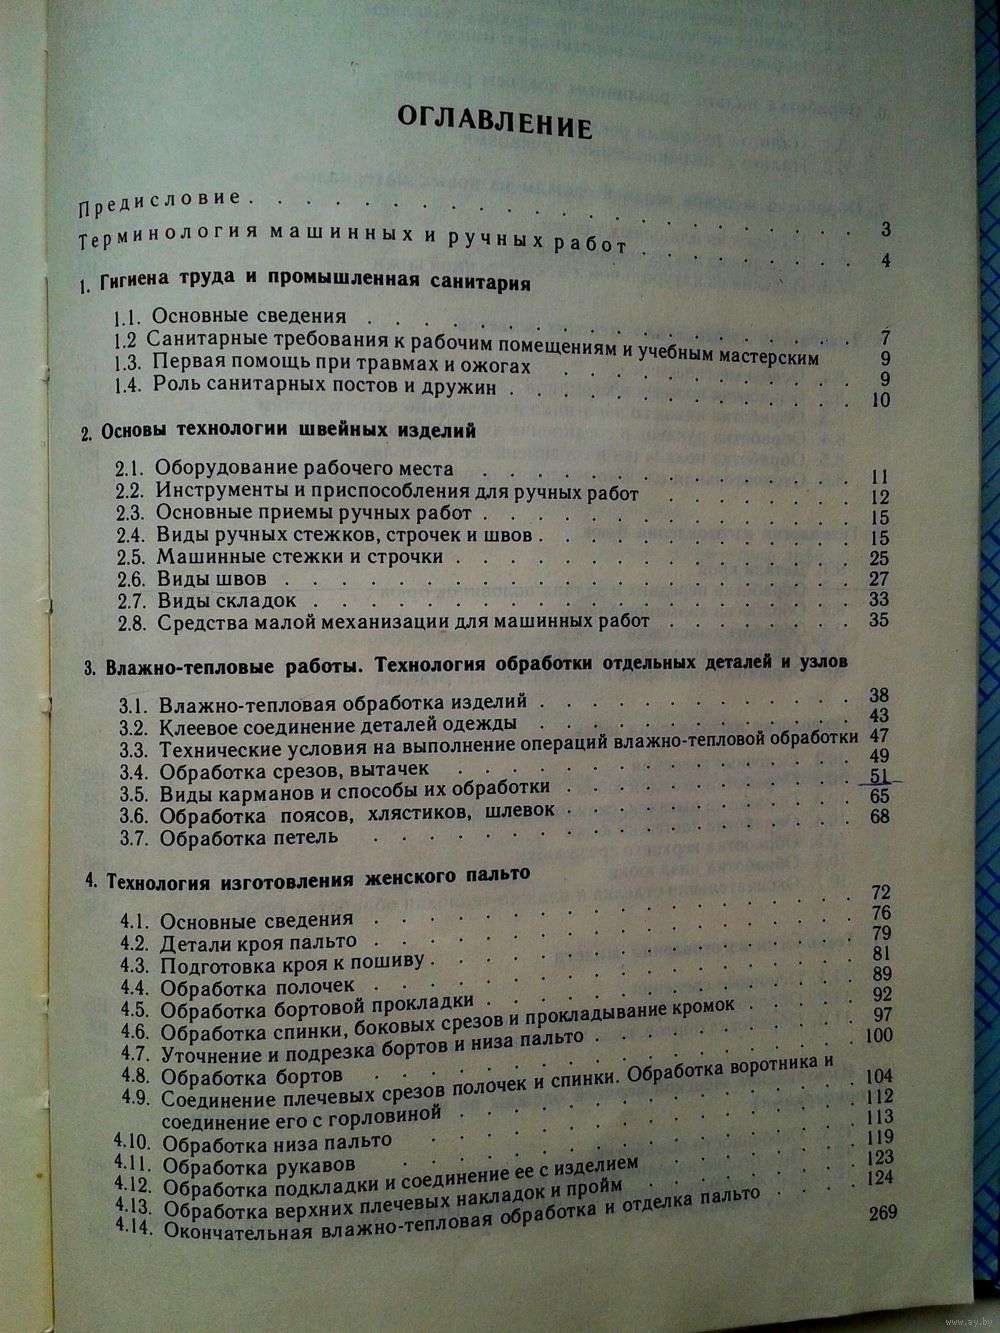 ОГЛАВЛЕНИЕ
Предисловие . . . . . . . . . . . . . . . . . . . 3
Терминология машинных и ручных работ . . . . . . . . 4
1. Гигиена труда и промышленная санитария
1.1. Основные сведения . . . . . . . . . . . . . . . . 7
1.2 Санитарные требования к рабочим помещениям и учебным мастерским 9
1.3. Первая помощь при травмах и ожогах . . . . . . . . . . 9
1.4. Роль санитарных постов и дружин . . . . . . . . . . . . 10
2. Основы технологии швейных изделий
2.1. Оборудование рабочего места . . . . . . . . . . . . . 11
2.2. Инструменты и приспособления для ручных работ . . . . . . . 12
2.3. Основные приемы ручных работ . . . . . . . . . . . . . 15
2.4. Виды ручных стежков, строчек и швов . . . . . . . . . . . 15
2.5. Машинные стежки и строчки . . . . . . . . . . . . . . 25
2.6. Виды швов . . . . . . . . . . . . . . . . . . . . 27
2.7. Виды складок . . . . . . . . . . . . . . . . . . . 33
2.8. Средства малой механизации для машинных работ . . . . . . . 35
3. Влажно-тепловые работы. Технология обработки отдельных деталей и узлов
3.1. Влажно-тепловая обработка изделий . . . . . . . . . . . 38
3.2. Клеевое соединение деталей одежды . . . . . . . . . . . 43
3.3. Технические условия на выполнение операций влажно-тепловой обработки 47
3.4. Обработка срезов, вытачек . . . . . . . . . . . . . . 49
3.5. Виды карманов и способы их обработки . . . . . . . . . . 51
3.6. Обработка поясов, хлястиков, шлевок . . . . . . . . . . . 65
3.7. Обработка петель . . . . . . . . . . . . . . . . . 68
4. Технология изготовления женского пальто
4.1. Основные сведения . . . . . . . . . . . . . . . . . 72
4.2. Детали кроя пальто . . . . . . . . . . . . . . . . . 76
4.3. Подготовка кроя к пошиву . . . . . . . . . . . . . . . 79
4.4. Обработка полочек . . . . . . . . . . . . . . . . . 81
4.5. Обработка бортовой прокладки . . . . . . . . . . . . . 89
4.6. Обработка спинки, боковых срезов и прокладывание кромок . . . . 92
4.7. Уточнение и подрезка бортов и низа пальто . . . . . . . . . 97
4.8. Обработка бортов . . . . . . . . . . . . . . . . . 100
4.9. Соединение плечевых срезов полочек и спинки. Обработка воротника и
соединение его с горловиной . . . . . . . . . . . . . . . 104
4.10. Обработка низа пальто . . . . . . . . . . . . . . . 112
4.11. Обработка рукавов . . . . . . . . . . . . . . . . . 113
4.12. Обработка подкладки и соединение ее с изделием . . . . . . . 119
4.13. Обработка верхних плечевых накладок и пройм . . . . . . . . 123
4.14. Окончательная влажно-тепловая обработка и отделка пальто . . . . 124
269
www.ay.by